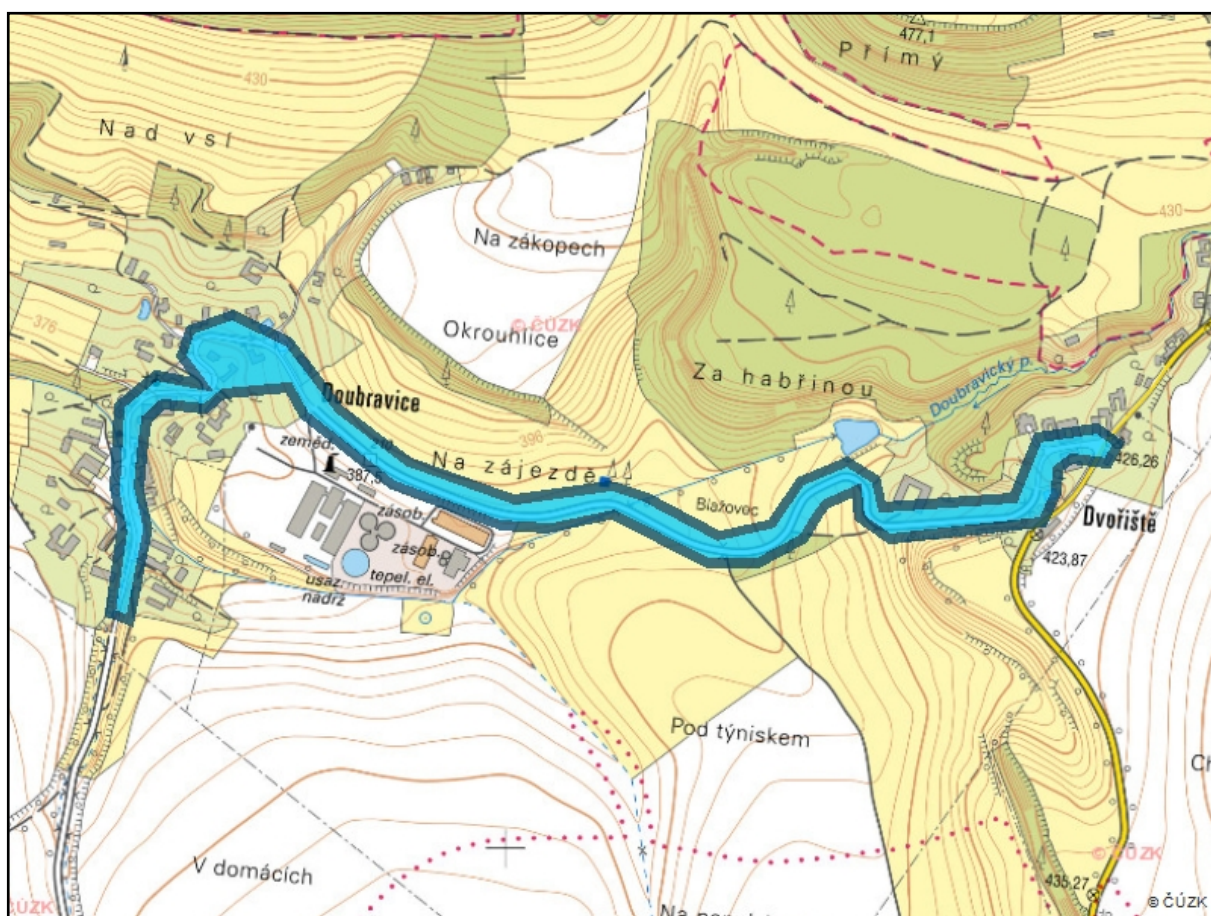 477,1
Přímý
430
Nad vsí
Na zákopech
430
376
© ČÚZK
Okrouhlice
Za habřinou
Doubravický p.
Doubravice
396
zeměd.
Na zájezdě
387,5
426,26
Blažovec
zásob.
Dvořiště
zásob.
423,87
usaz.
tepel. el.
nádrž
Pod týniskem
V domácích
© ČÚZK
435,27
ČÚZK
© ČÚZK